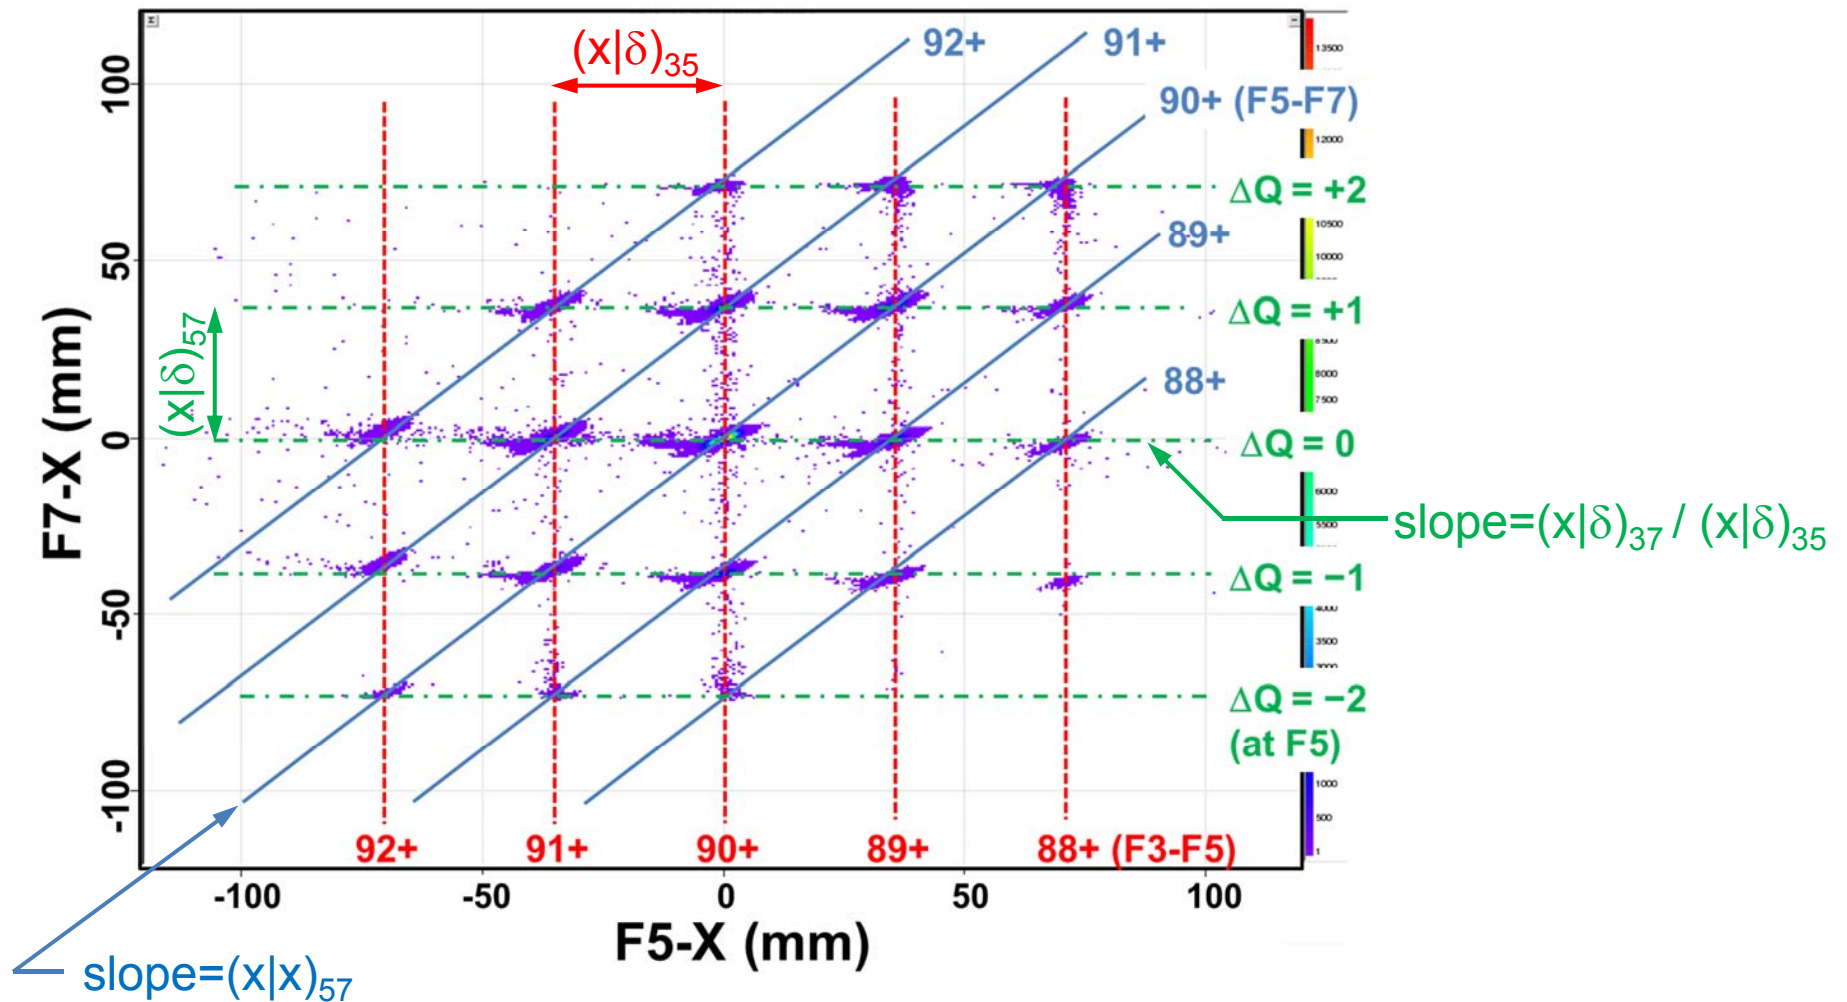 (x|δ)35
92+
91+
90+ (F5-F7)
ΔQ = +2
89+
ΔQ = +1
88+
ΔQ = 0
slope=(x|δ)37 / (x|δ)35
ΔQ = −1
ΔQ = −2
(at F5)
(x|δ)57
F7-X (mm)
100
50
0
-50
-100
92+
91+
90+
89+
88+ (F3-F5)
-100
-50
0
50
100
F5-X (mm)
slope=(x|x)57
13500
12000
10500
10000
8000
7500
6000
5500
3500
1000
500
1